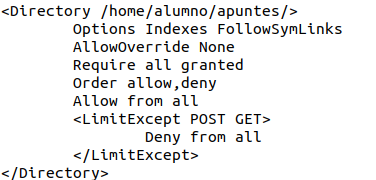 <Directory /home/alumno/apuntes/>
        Options Indexes FollowSymLinks
        AllowOverride None
        Require all granted
        Order allow,deny
        Allow from all
        <LimitExcept POST GET>
                Deny from all
        </LimitExcept>
</Directory>